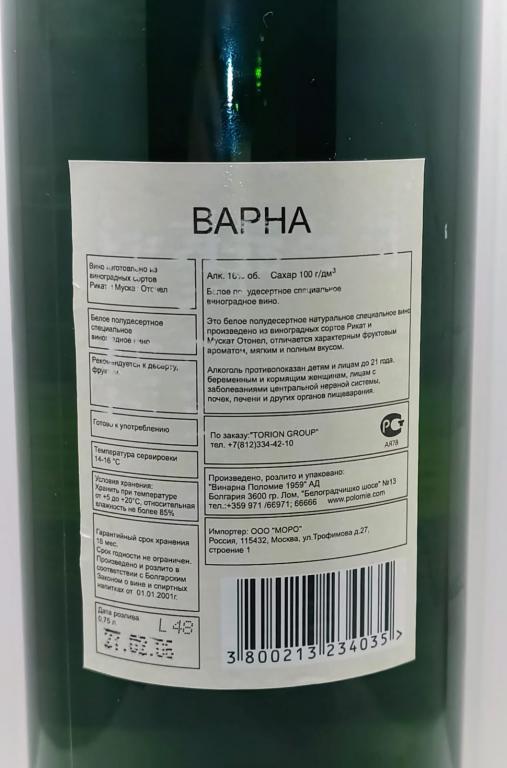 ВАРНА
Вино изготовлено из
виноградных сортов
Рикат и Мускат Отонел
Белое полудесертное
специальное
виноградное вино
Рекомендуется к десерту,
фруктам.
Готово к употреблению
Температура сервировки
14-16 °С
Условия хранения:
Хранить при температуре
от +5 до +20°С, относительная
влажность не более 85%
Гарантийный срок хранения
18 мес.
Срок годности не ограничен.
Произведено и розлито в
соответствии с Болгарским
Законом о вине и спиртных
напитках от 01.01.2001г.
Дата розлива
0,75 л.
L 48
21.02.06
Алк. 16% об. Сахар 100 г/дм³
Белое полудесертное специальное
виноградное вино.
Это белое полудесертное натуральное специальное вино
произведено из виноградных сортов Рикат и
Мускат Отонел, отличается характерным фруктовым
ароматом, мягким и полным вкусом.
Алкоголь противопоказан детям и лицам до 21 года,
беременным и кормящим женщинам, лицам с
заболеваниями центральной нервной системы,
почек, печени и других органов пищеварения.
По заказу:"TORION GROUP"
тел. +7(812)334-42-10
РСТ
АЯ78
Произведено, розлито и упаковано:
"Винарна Поломие 1959" АД
Болгария 3600 гр. Лом, "Белоградчишко шосе" №13
тел.:+359 971 /66971; 66666 www.polomie.com
Импортер: ООО "МОРО"
Россия, 115432, Москва, ул.Трофимова д.27,
строение 1
3 800213 234035 >